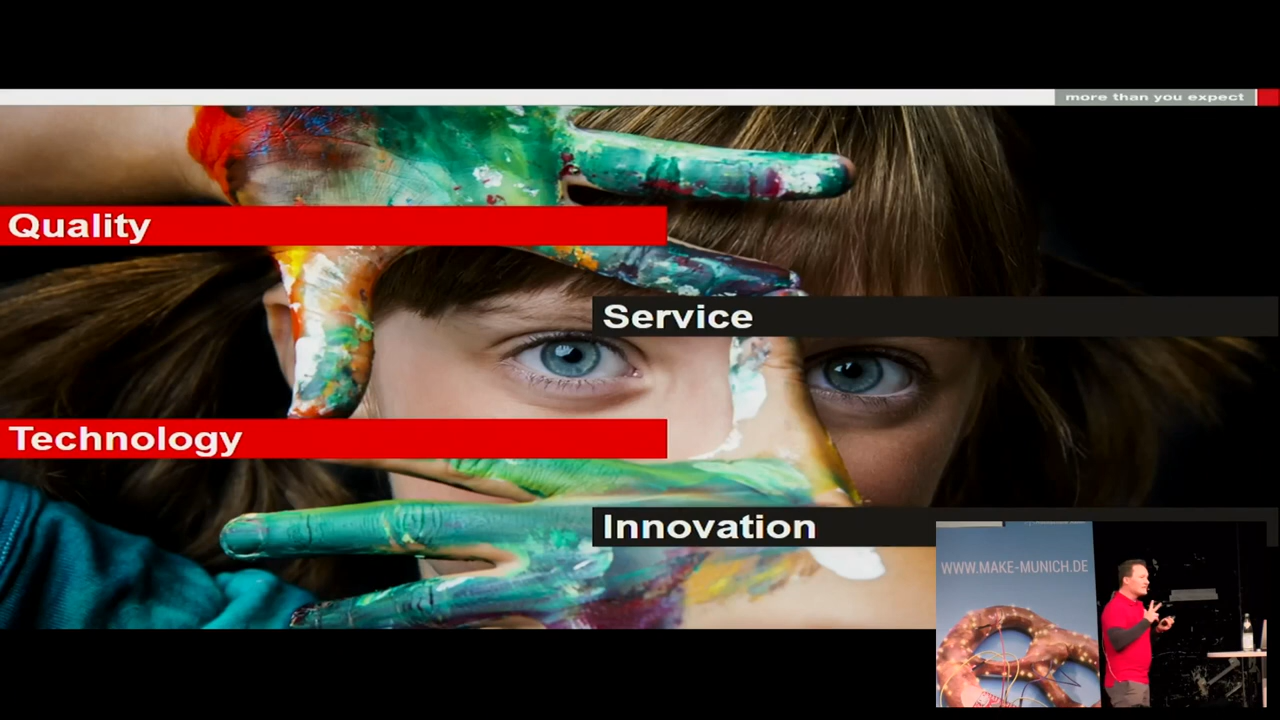 more than you expect
Quality
Service
Technology
Innovation
WWW.MAKE-MUNICH.DE